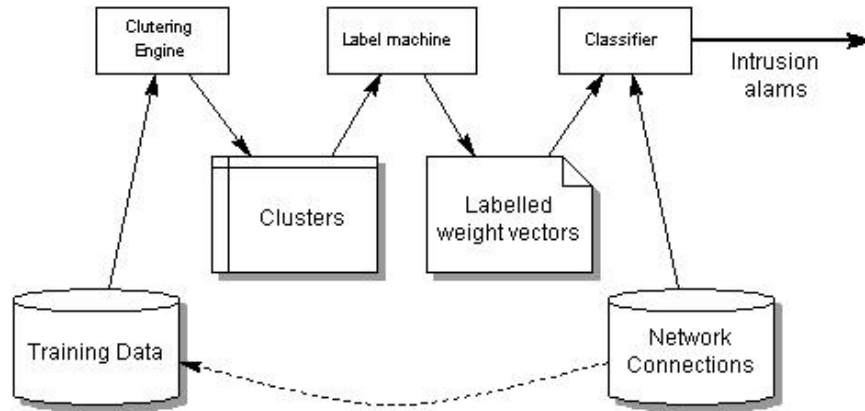 Clutering
Engine
Label machine
Classifier
Intrusion
alams
Clusters
Labelled
weight vectors
Training Data
Network
Connections